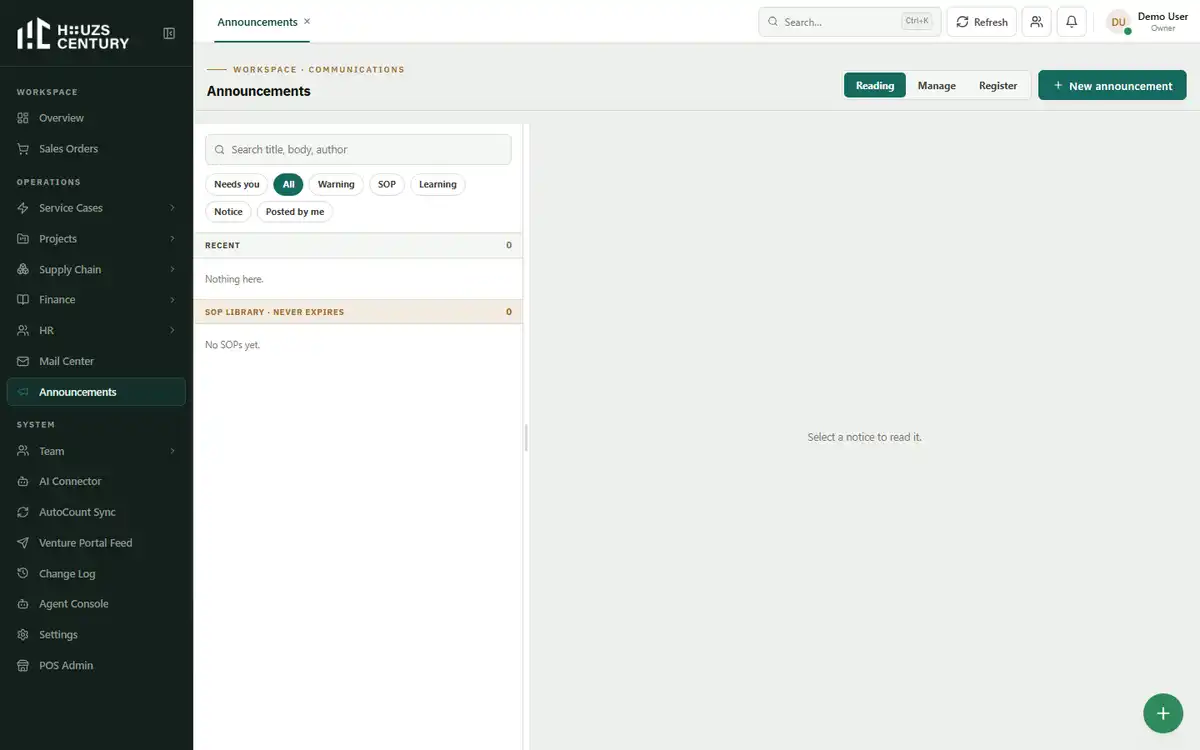 HOUZS
CENTURY
Announcements ×
Search... Ctrl+K
Refresh
DU
Demo User
Owner
WORKSPACE · COMMUNICATIONS
Announcements
Reading Manage Register
+ New announcement
WORKSPACE
Overview
Sales Orders
OPERATIONS
Service Cases
Projects
Supply Chain
Finance
HR
Mail Center
Announcements
SYSTEM
Team
AI Connector
AutoCount Sync
Venture Portal Feed
Change Log
Agent Console
Settings
POS Admin
Search title, body, author
Needs you All Warning SOP Learning
Notice Posted by me
RECENT 0
Nothing here.
SOP LIBRARY · NEVER EXPIRES 0
No SOPs yet.
Select a notice to read it.
+